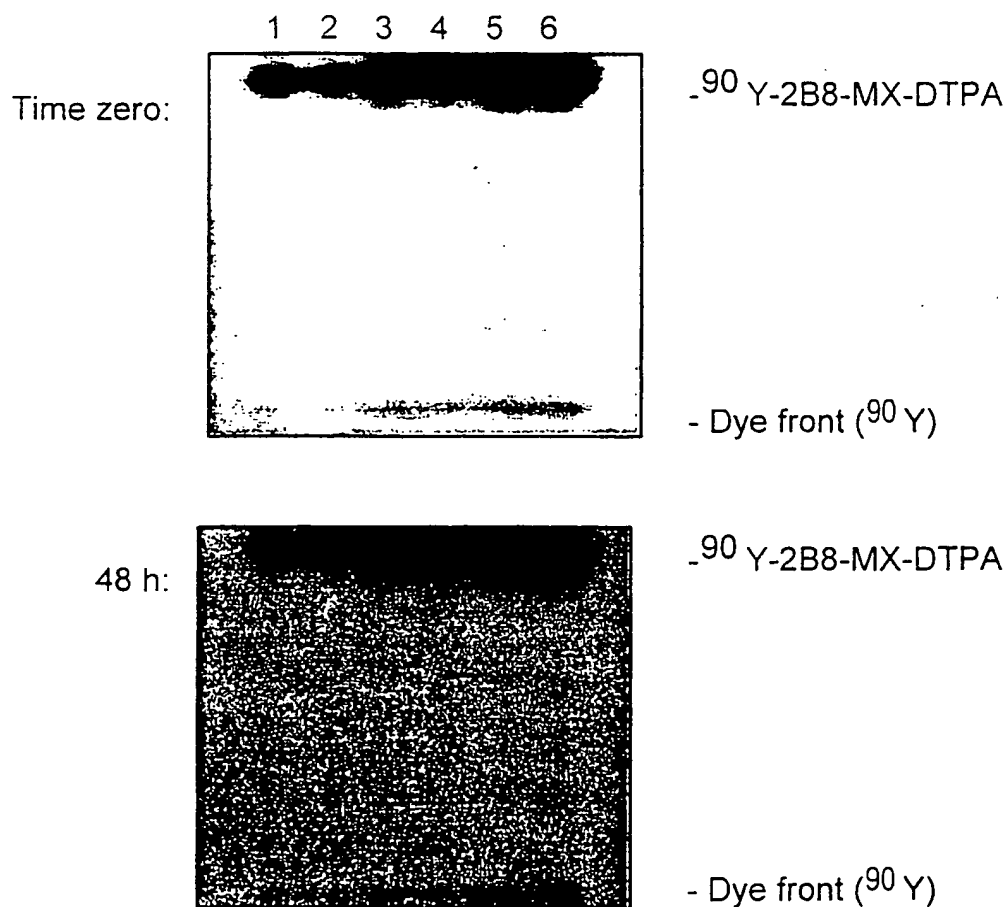 1 2 3 4 5 6
Time zero:
-90 Y-2B8-MX-DTPA
- Dye front (90 Y)
48 h:
-90 Y-2B8-MX-DTPA
- Dye front (90 Y)